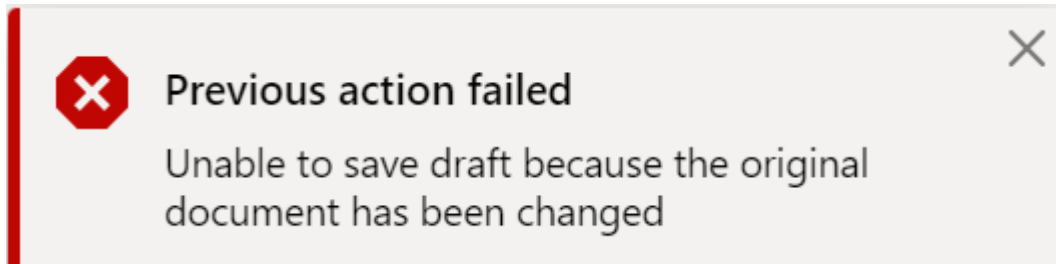 Previous action failed
Unable to save draft because the original
document has been changed